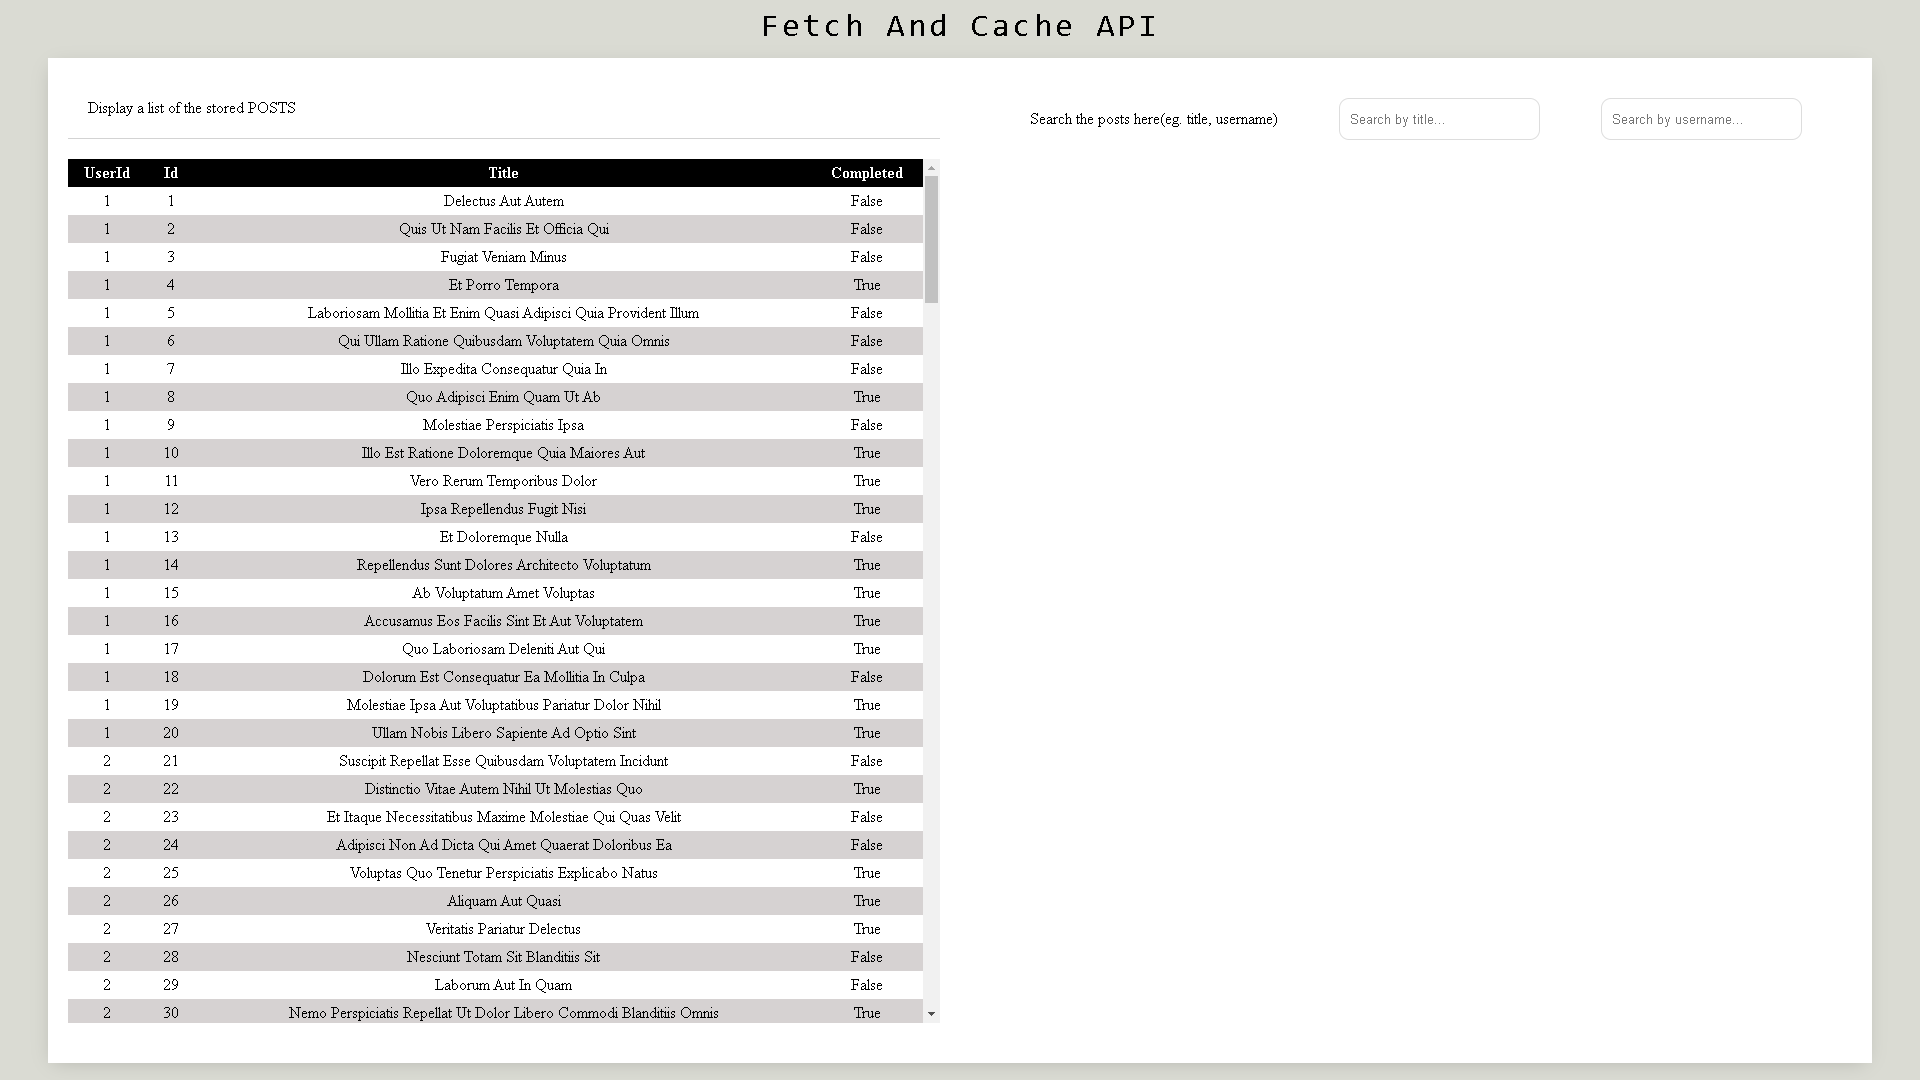 Fetch And Cache API
Display a list of the stored POSTS
Search the posts here(eg. title, username)
Search by title...
Search by username...
UserId Id Title Completed
1 1 Delectus Aut Autem False
1 2 Quis Ut Nam Facilis Et Officia Qui False
1 3 Fugiat Veniam Minus False
1 4 Et Porro Tempora True
1 5 Laboriosam Mollitia Et Enim Quasi Adipisci Quia Provident Illum False
1 6 Qui Ullam Ratione Quibusdam Voluptatem Quia Omnis False
1 7 Illo Expedita Consequatur Quia In False
1 8 Quo Adipisci Enim Quam Ut Ab True
1 9 Molestiae Perspiciatis Ipsa False
1 10 Illo Est Ratione Doloremque Quia Maiores Aut True
1 11 Vero Rerum Temporibus Dolor True
1 12 Ipsa Repellendus Fugit Nisi True
1 13 Et Doloremque Nulla False
1 14 Repellendus Sunt Dolores Architecto Voluptatum True
1 15 Ab Voluptatum Amet Voluptas True
1 16 Accusamus Eos Facilis Sint Et Aut Voluptatem True
1 17 Quo Laboriosam Deleniti Aut Qui True
1 18 Dolorum Est Consequatur Ea Mollitia In Culpa False
1 19 Molestiae Ipsa Aut Voluptatibus Pariatur Dolor Nihil True
1 20 Ullam Nobis Libero Sapiente Ad Optio Sint True
2 21 Suscipit Repellat Esse Quibusdam Voluptatem Incidunt False
2 22 Distinctio Vitae Autem Nihil Ut Molestias Quo True
2 23 Et Itaque Necessitatibus Maxime Molestiae Qui Quas Velit False
2 24 Adipisci Non Ad Dicta Qui Amet Quaerat Doloribus Ea False
2 25 Voluptas Quo Tenetur Perspiciatis Explicabo Natus True
2 26 Aliquam Aut Quasi True
2 27 Veritatis Pariatur Delectus True
2 28 Nesciunt Totam Sit Blanditiis Sit False
2 29 Laborum Aut In Quam False
2 30 Nemo Perspiciatis Repellat Ut Dolor Libero Commodi Blanditiis Omnis True